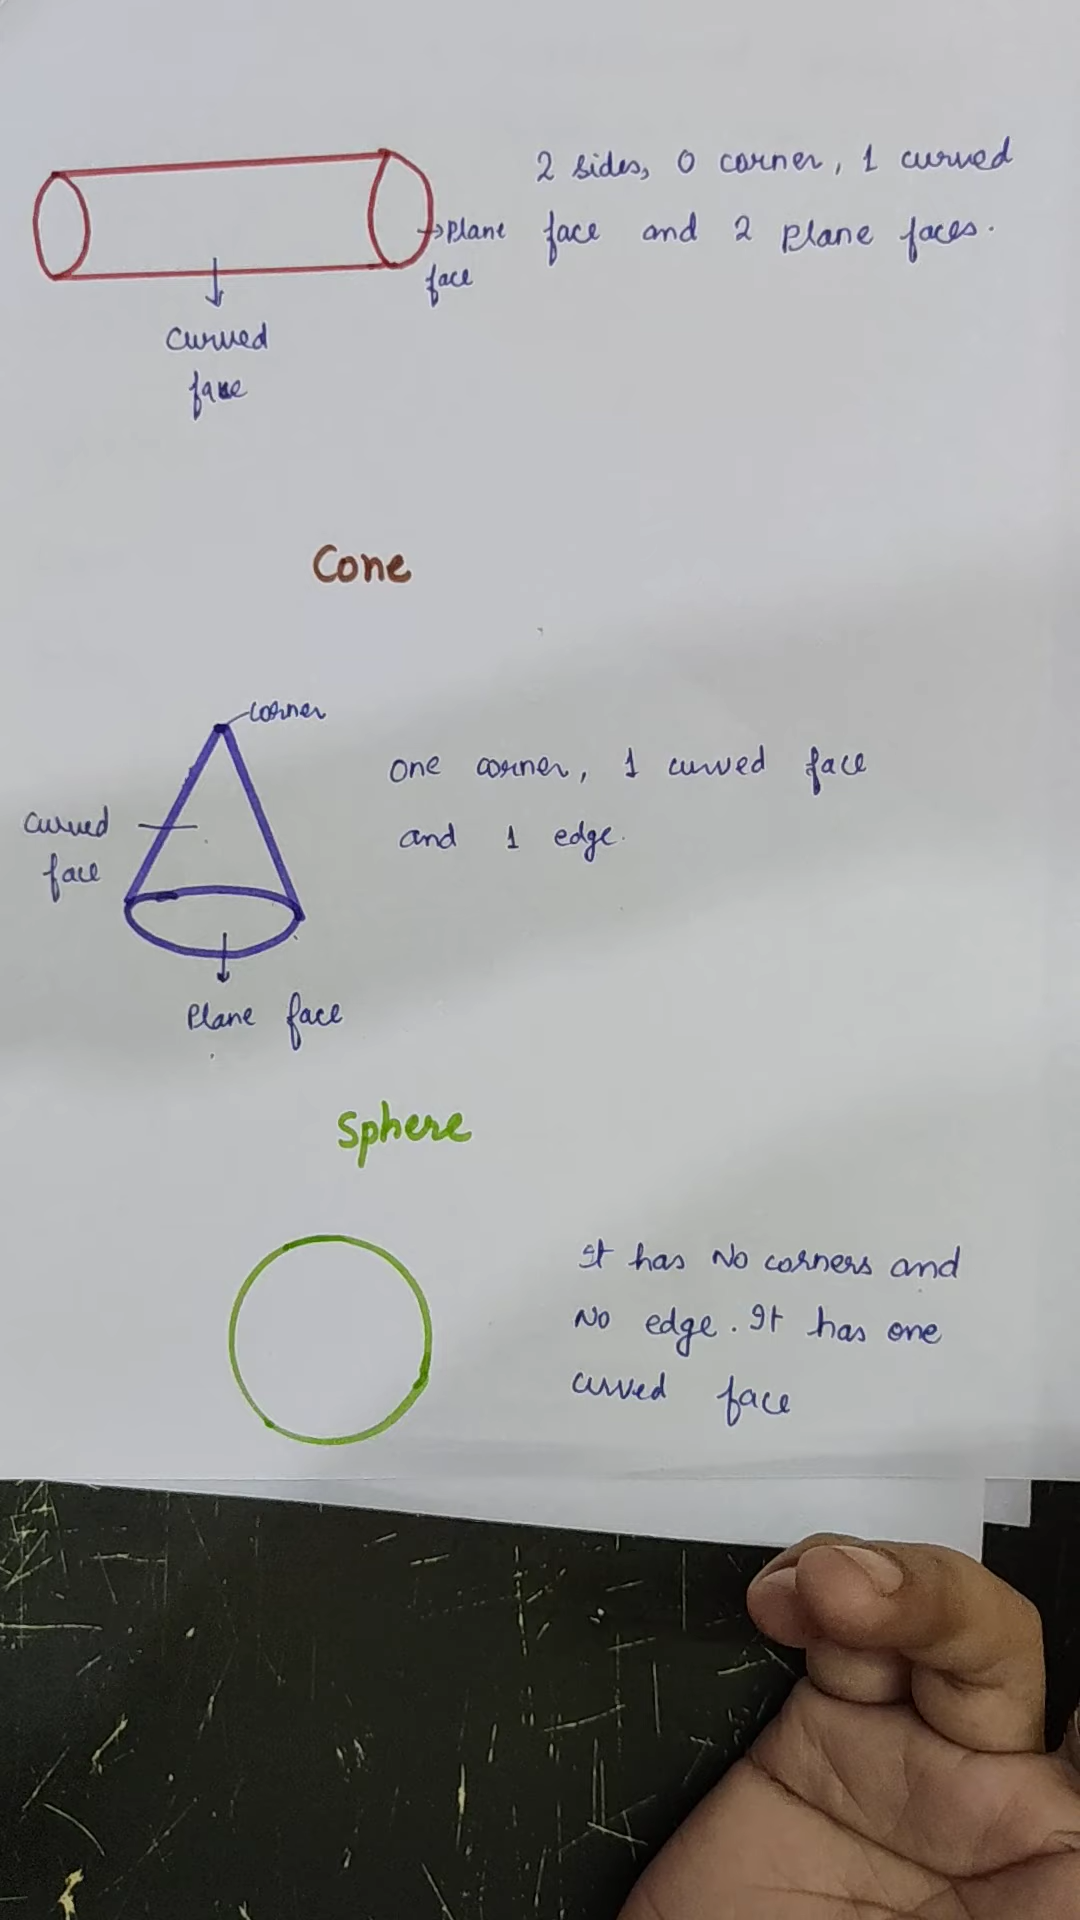 2 sides, 0 corner, 1 curved
face and 2 plane faces.
Plane
face
Curved
face
Cone
corner
one corner, 1 curved face
and 1 edge.
Curved
face
Plane face
Sphere
It has No corners and
No edge. It has one
curved face